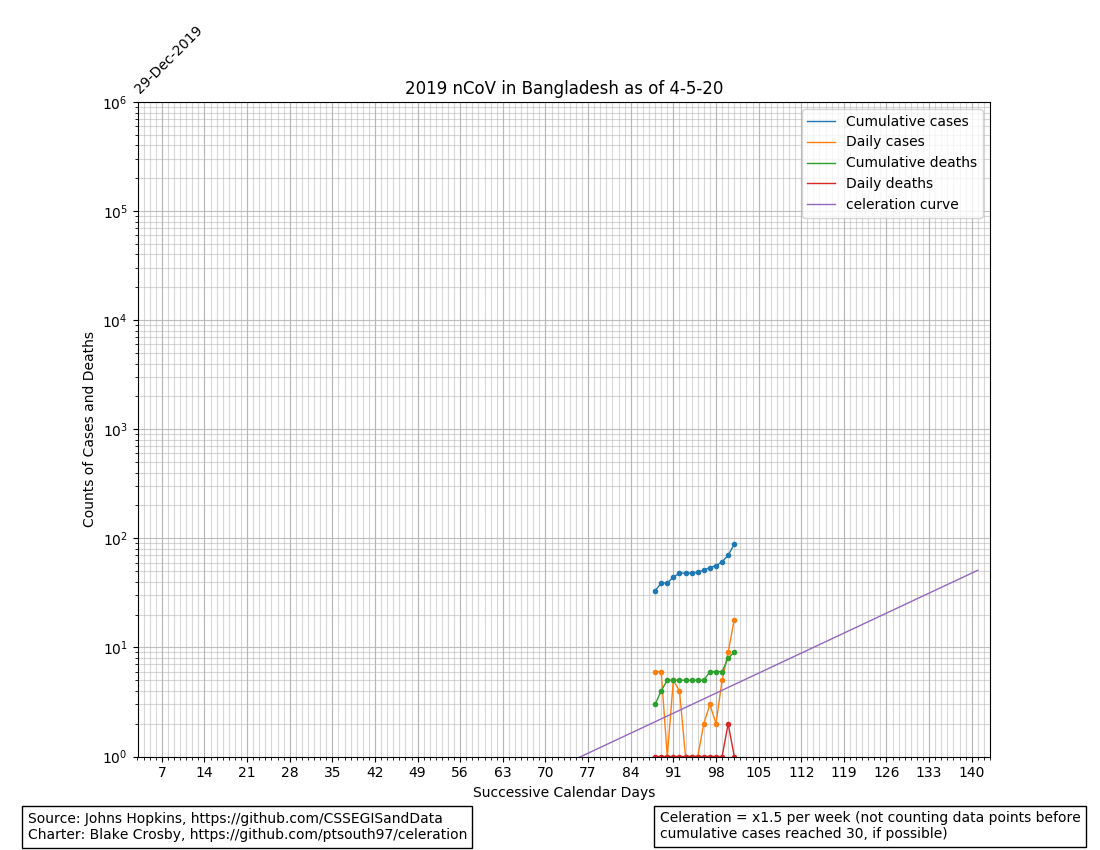 29-Dec-2019
2019 nCoV in Bangladesh as of 4-5-20
Cumulative cases
Daily cases
Cumulative deaths
Daily deaths
celeration curve
Counts of Cases and Deaths
10^6
10^5
10^4
10^3
10^2
10^1
10^0
7 14 21 28 35 42 49 56 63 70 77 84 91 98 105 112 119 126 133 140
Successive Calendar Days
Source: Johns Hopkins, https://github.com/CSSEGISandData
Charter: Blake Crosby, https://github.com/ptsouth97/celeration
Celeration = x1.5 per week (not counting data points before
cumulative cases reached 30, if possible)